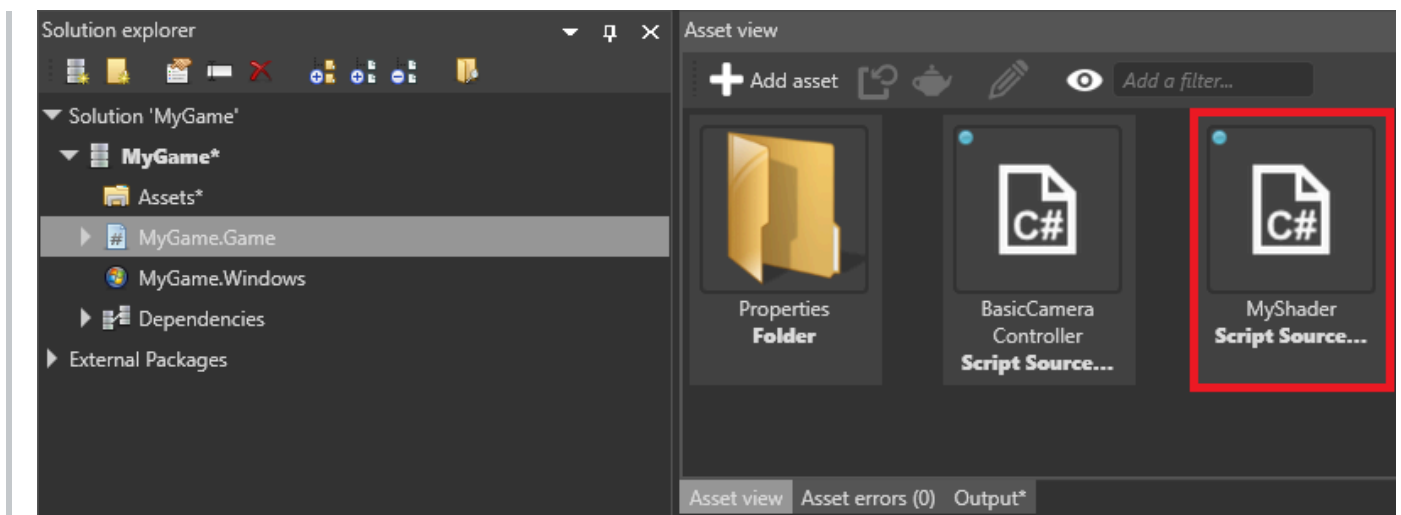 Solution explorer
Solution 'MyGame'
MyGame*
Assets*
# MyGame.Game
MyGame.Windows
Dependencies
External Packages
Asset view
Add asset
Add a filter...
Properties
Folder
C#
BasicCamera
Controller
Script Source...
C#
MyShader
Script Source...
Asset view Asset errors (0) Output*